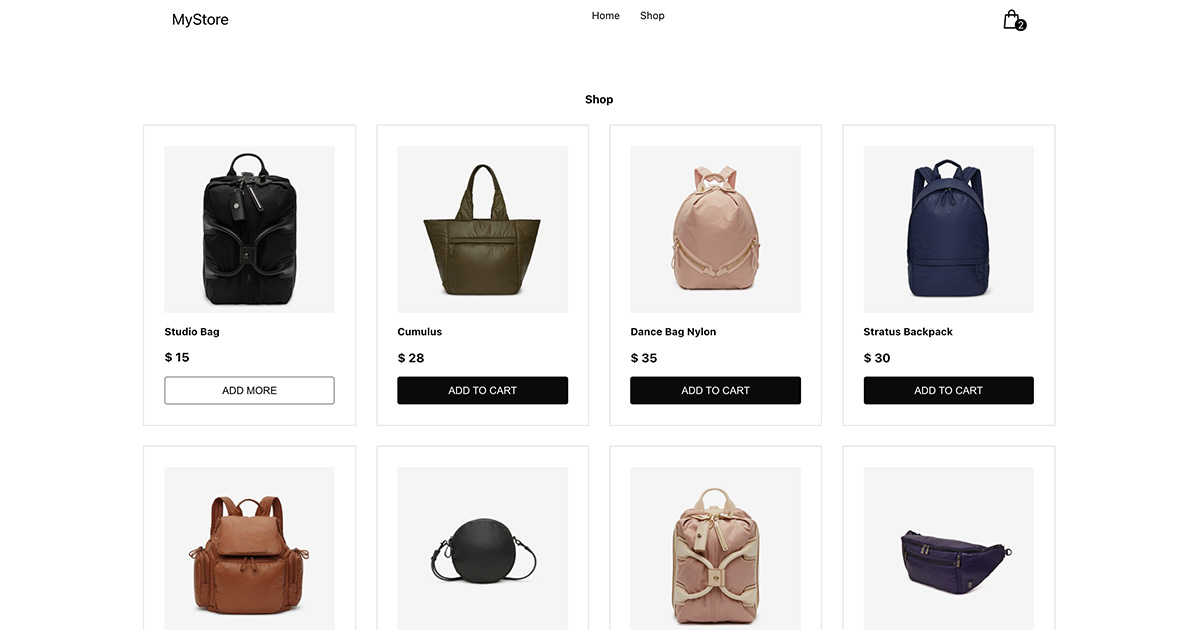 MyStore
Home Shop
2
Shop
Studio Bag
$ 15
ADD MORE
Cumulus
$ 28
ADD TO CART
Dance Bag Nylon
$ 35
ADD TO CART
Stratus Backpack
$ 30
ADD TO CART